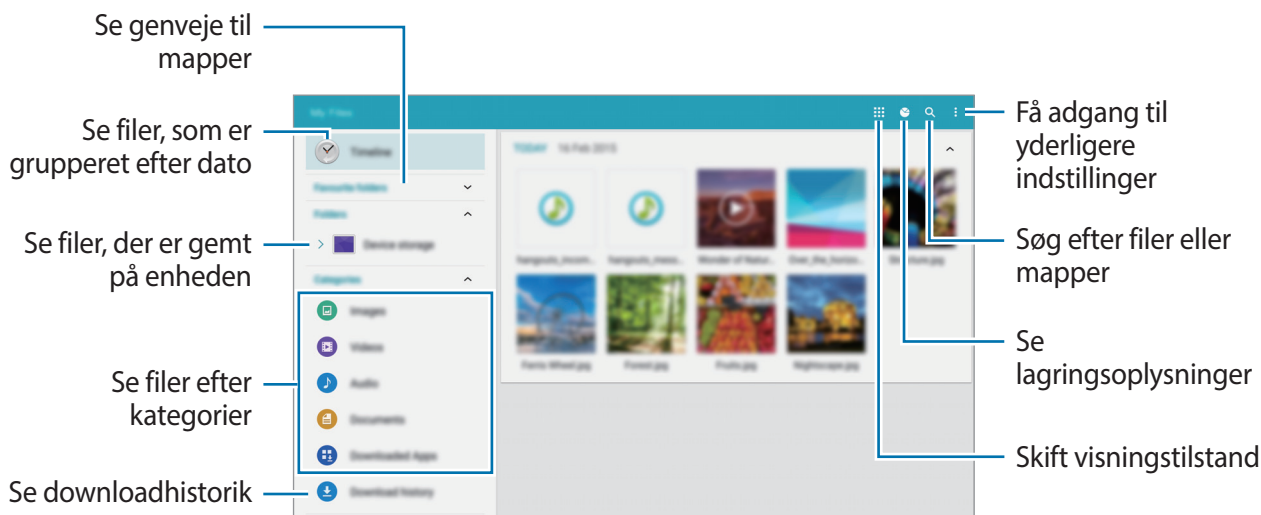 Se genveje til
mapper
Se filer, som er
grupperet efter dato
Se filer, der er gemt
på enheden
Se filer efter
kategorier
Se downloadhistorik
My Files
Timeline
Favourite folders
Folders
Device storage
Categories
Images
Videos
Audio
Documents
Downloaded Apps
Download history
TODAY 16 Feb 2015
Ferris Wheel.jpg
Forest.jpg
Fruits.jpg
Nightscape.jpg
Få adgang til
yderligere
indstillinger
Søg efter filer eller
mapper
Se
lagringsoplysninger
Skift visningstilstand